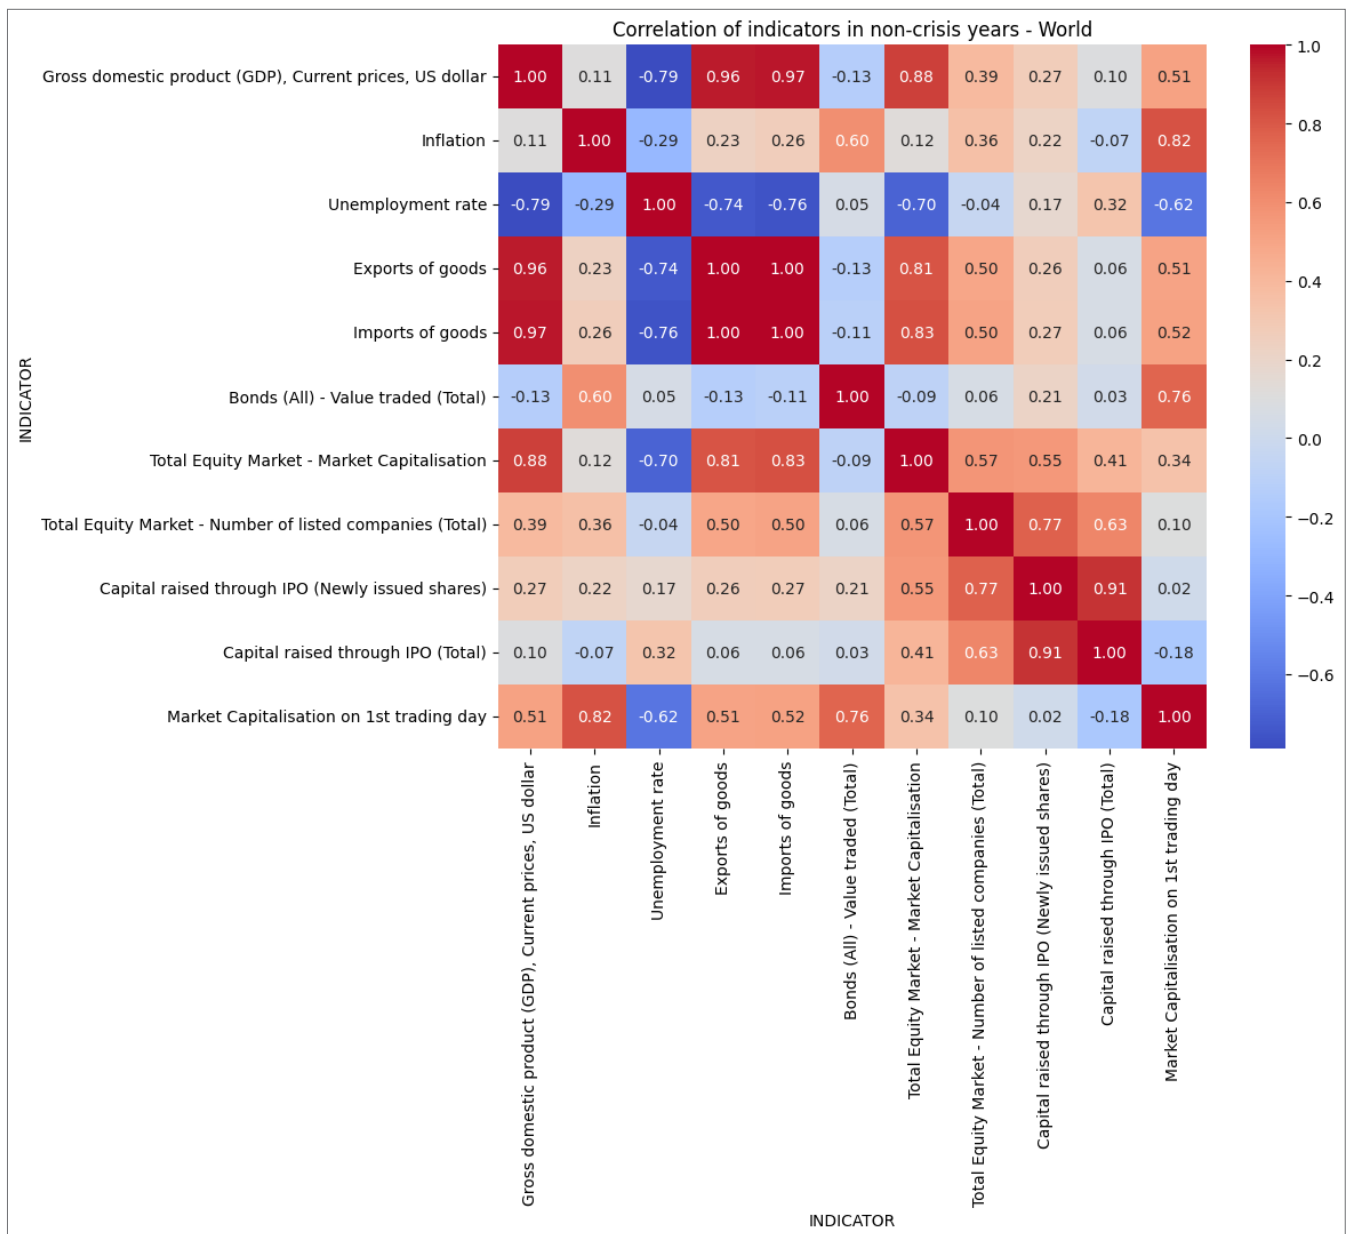 Correlation of indicators in non-crisis years - World
Gross domestic product (GDP), Current prices, US dollar 1.00 0.11 -0.79 0.96 0.97 -0.13 0.88 0.39 0.27 0.10 0.51
Inflation 0.11 1.00 -0.29 0.23 0.26 0.60 0.12 0.36 0.22 -0.07 0.82
Unemployment rate -0.79 -0.29 1.00 -0.74 -0.76 0.05 -0.70 -0.04 0.17 0.32 -0.62
Exports of goods 0.96 0.23 -0.74 1.00 1.00 -0.13 0.81 0.50 0.26 0.06 0.51
Imports of goods 0.97 0.26 -0.76 1.00 1.00 -0.11 0.83 0.50 0.27 0.06 0.52
Bonds (All) - Value traded (Total) -0.13 0.60 0.05 -0.13 -0.11 1.00 -0.09 0.06 0.21 0.03 0.76
Total Equity Market - Market Capitalisation 0.88 0.12 -0.70 0.81 0.83 -0.09 1.00 0.57 0.55 0.41 0.34
Total Equity Market - Number of listed companies (Total) 0.39 0.36 -0.04 0.50 0.50 0.06 0.57 1.00 0.77 0.63 0.10
Capital raised through IPO (Newly issued shares) 0.27 0.22 0.17 0.26 0.27 0.21 0.55 0.77 1.00 0.91 0.02
Capital raised through IPO (Total) 0.10 -0.07 0.32 0.06 0.06 0.03 0.41 0.63 0.91 1.00 -0.18
Market Capitalisation on 1st trading day 0.51 0.82 -0.62 0.51 0.52 0.76 0.34 0.10 0.02 -0.18 1.00
INDICATOR
Gross domestic product (GDP), Current prices, US dollar
Inflation
Unemployment rate
Exports of goods
Imports of goods
Bonds (All) - Value traded (Total)
Total Equity Market - Market Capitalisation
Total Equity Market - Number of listed companies (Total)
Capital raised through IPO (Newly issued shares)
Capital raised through IPO (Total)
Market Capitalisation on 1st trading day
INDICATOR
1.0
0.8
0.6
0.4
0.2
0.0
−0.2
−0.4
−0.6